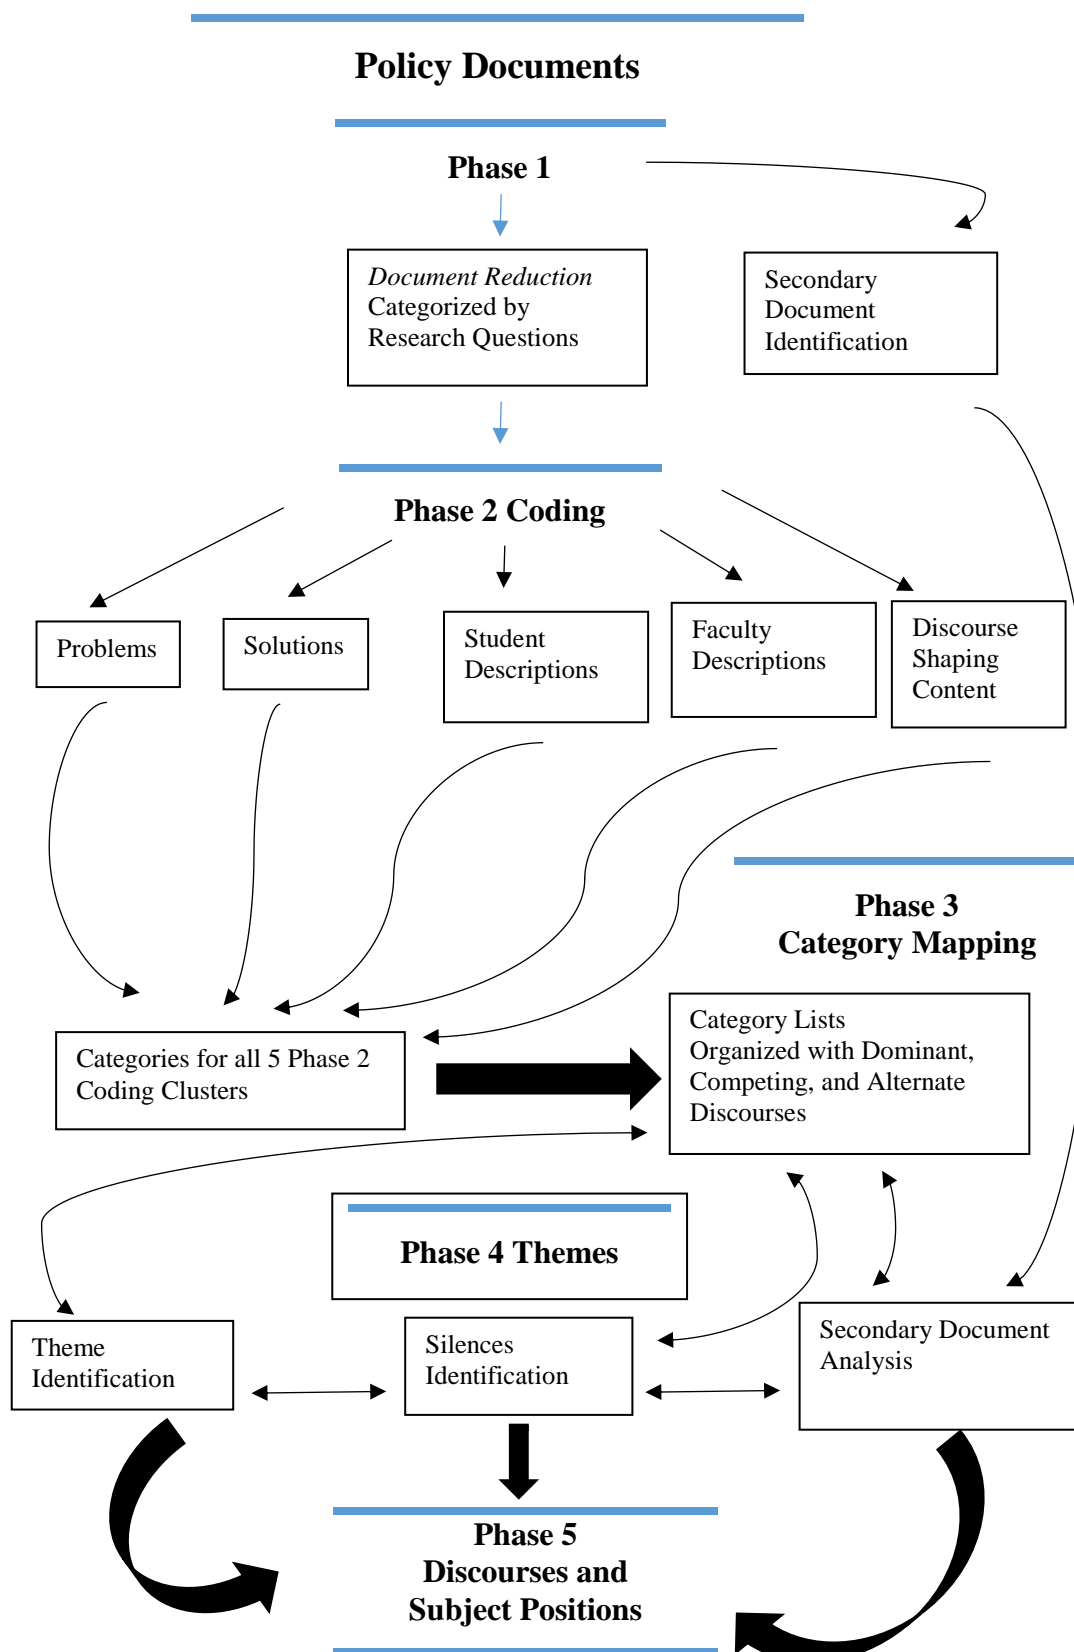 Policy Documents
Phase 1
Document Reduction
Categorized by
Research Questions
Secondary
Document
Identification
Phase 2 Coding
Problems
Solutions
Student
Descriptions
Faculty
Descriptions
Discourse
Shaping
Content
Phase 3
Category Mapping
Categories for all 5 Phase 2
Coding Clusters
Category Lists
Organized with Dominant,
Competing, and Alternate
Discourses
Phase 4 Themes
Theme
Identification
Silences
Identification
Secondary Document
Analysis
Phase 5
Discourses and
Subject Positions